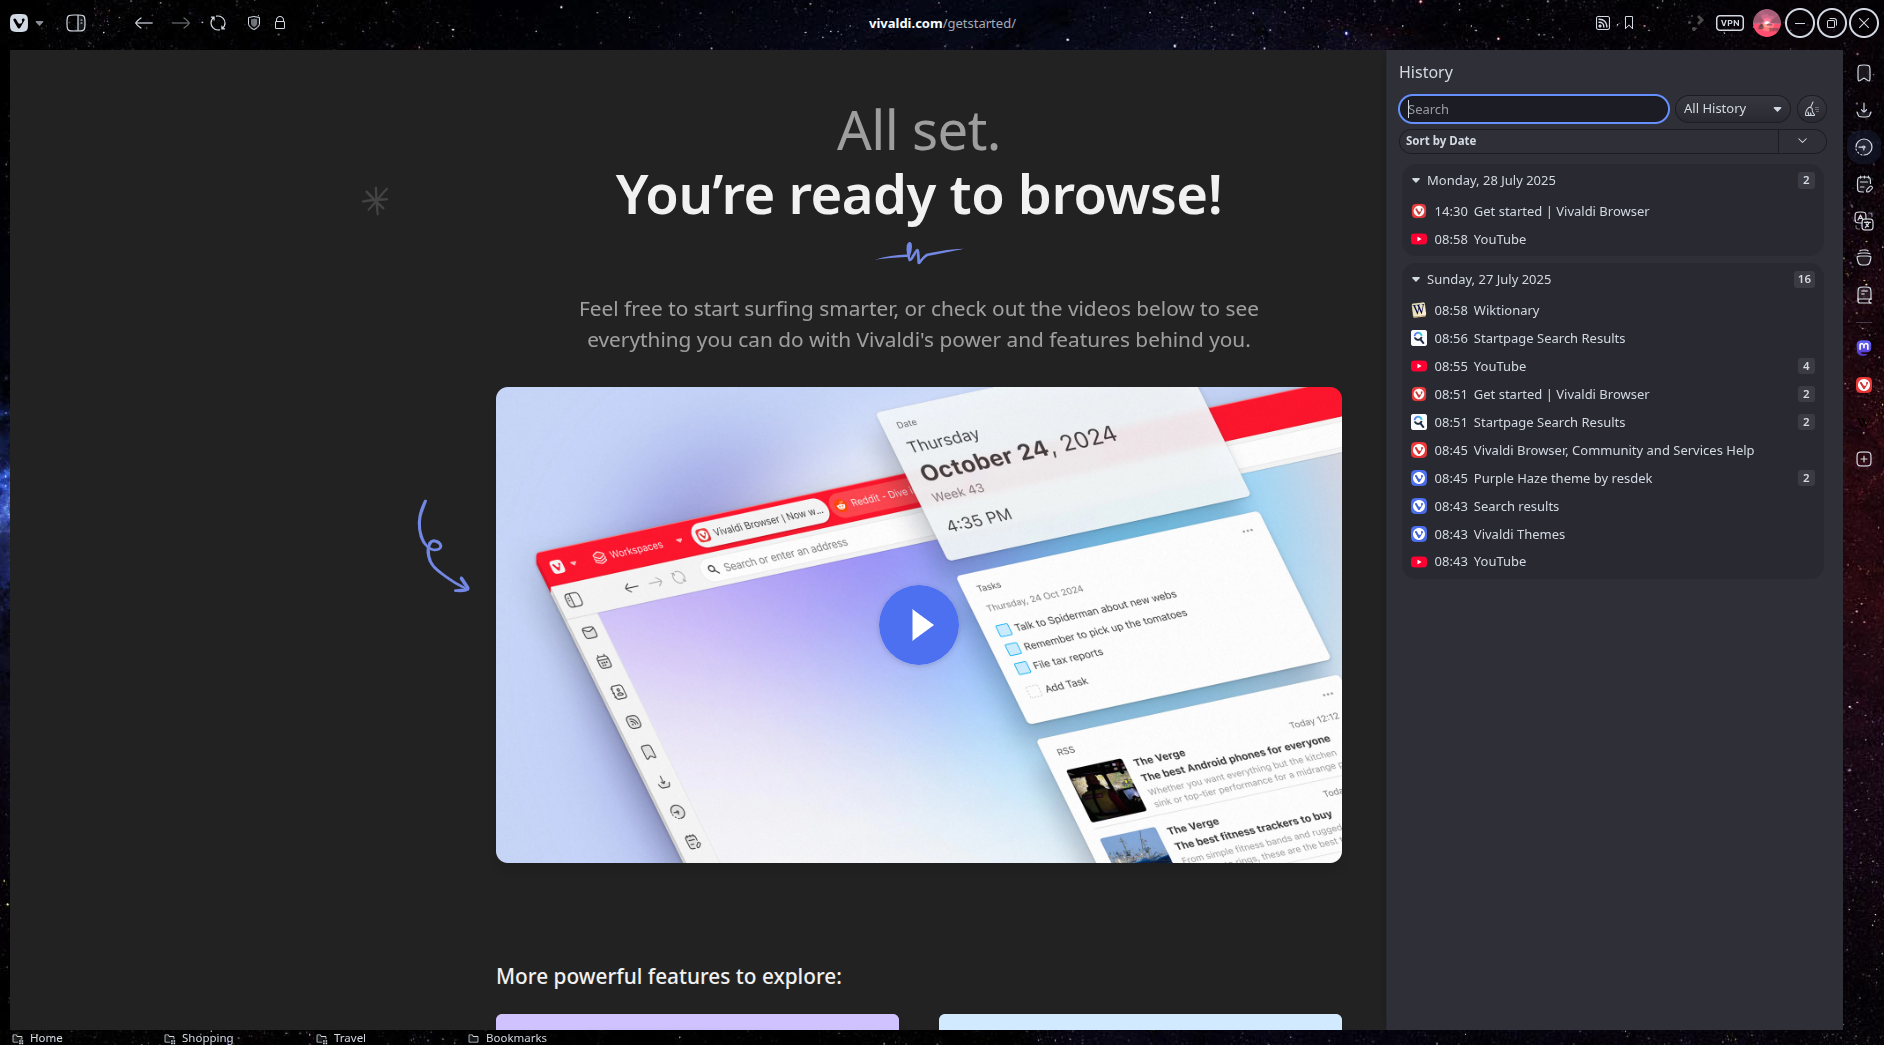 vivaldi.com/getstarted/
VPN
All set.
You're ready to browse!
Feel free to start surfing smarter, or check out the videos below to see
everything you can do with Vivaldi's power and features behind you.
Date
Thursday
October 24, 2024
Week 43
4:35 PM
Workspaces
Vivaldi Browser | Now w...
Reddit - Dive
Search or enter an address
Tasks
Thursday, 24 Oct 2024
Talk to Spiderman about new webs
Remember to pick up the tomatoes
File tax reports
Add Task
RSS
Today 12:12
The Verge
The best Android phones for everyone
Whether you want everything but the kitchen
sink or top-tier performance for a midrange
The Verge
The best fitness trackers to buy
From simple fitness bands and rugged
rings, these are the best
More powerful features to explore:
History
Search
All History
Sort by Date
Monday, 28 July 2025 2
14:30 Get started | Vivaldi Browser
08:58 YouTube
Sunday, 27 July 2025 16
08:58 Wiktionary
08:56 Startpage Search Results
08:55 YouTube 4
08:51 Get started | Vivaldi Browser 2
08:51 Startpage Search Results 2
08:45 Vivaldi Browser, Community and Services Help
08:45 Purple Haze theme by resdek 2
08:43 Search results
08:43 Vivaldi Themes
08:43 YouTube
Home
Shopping
Travel
Bookmarks